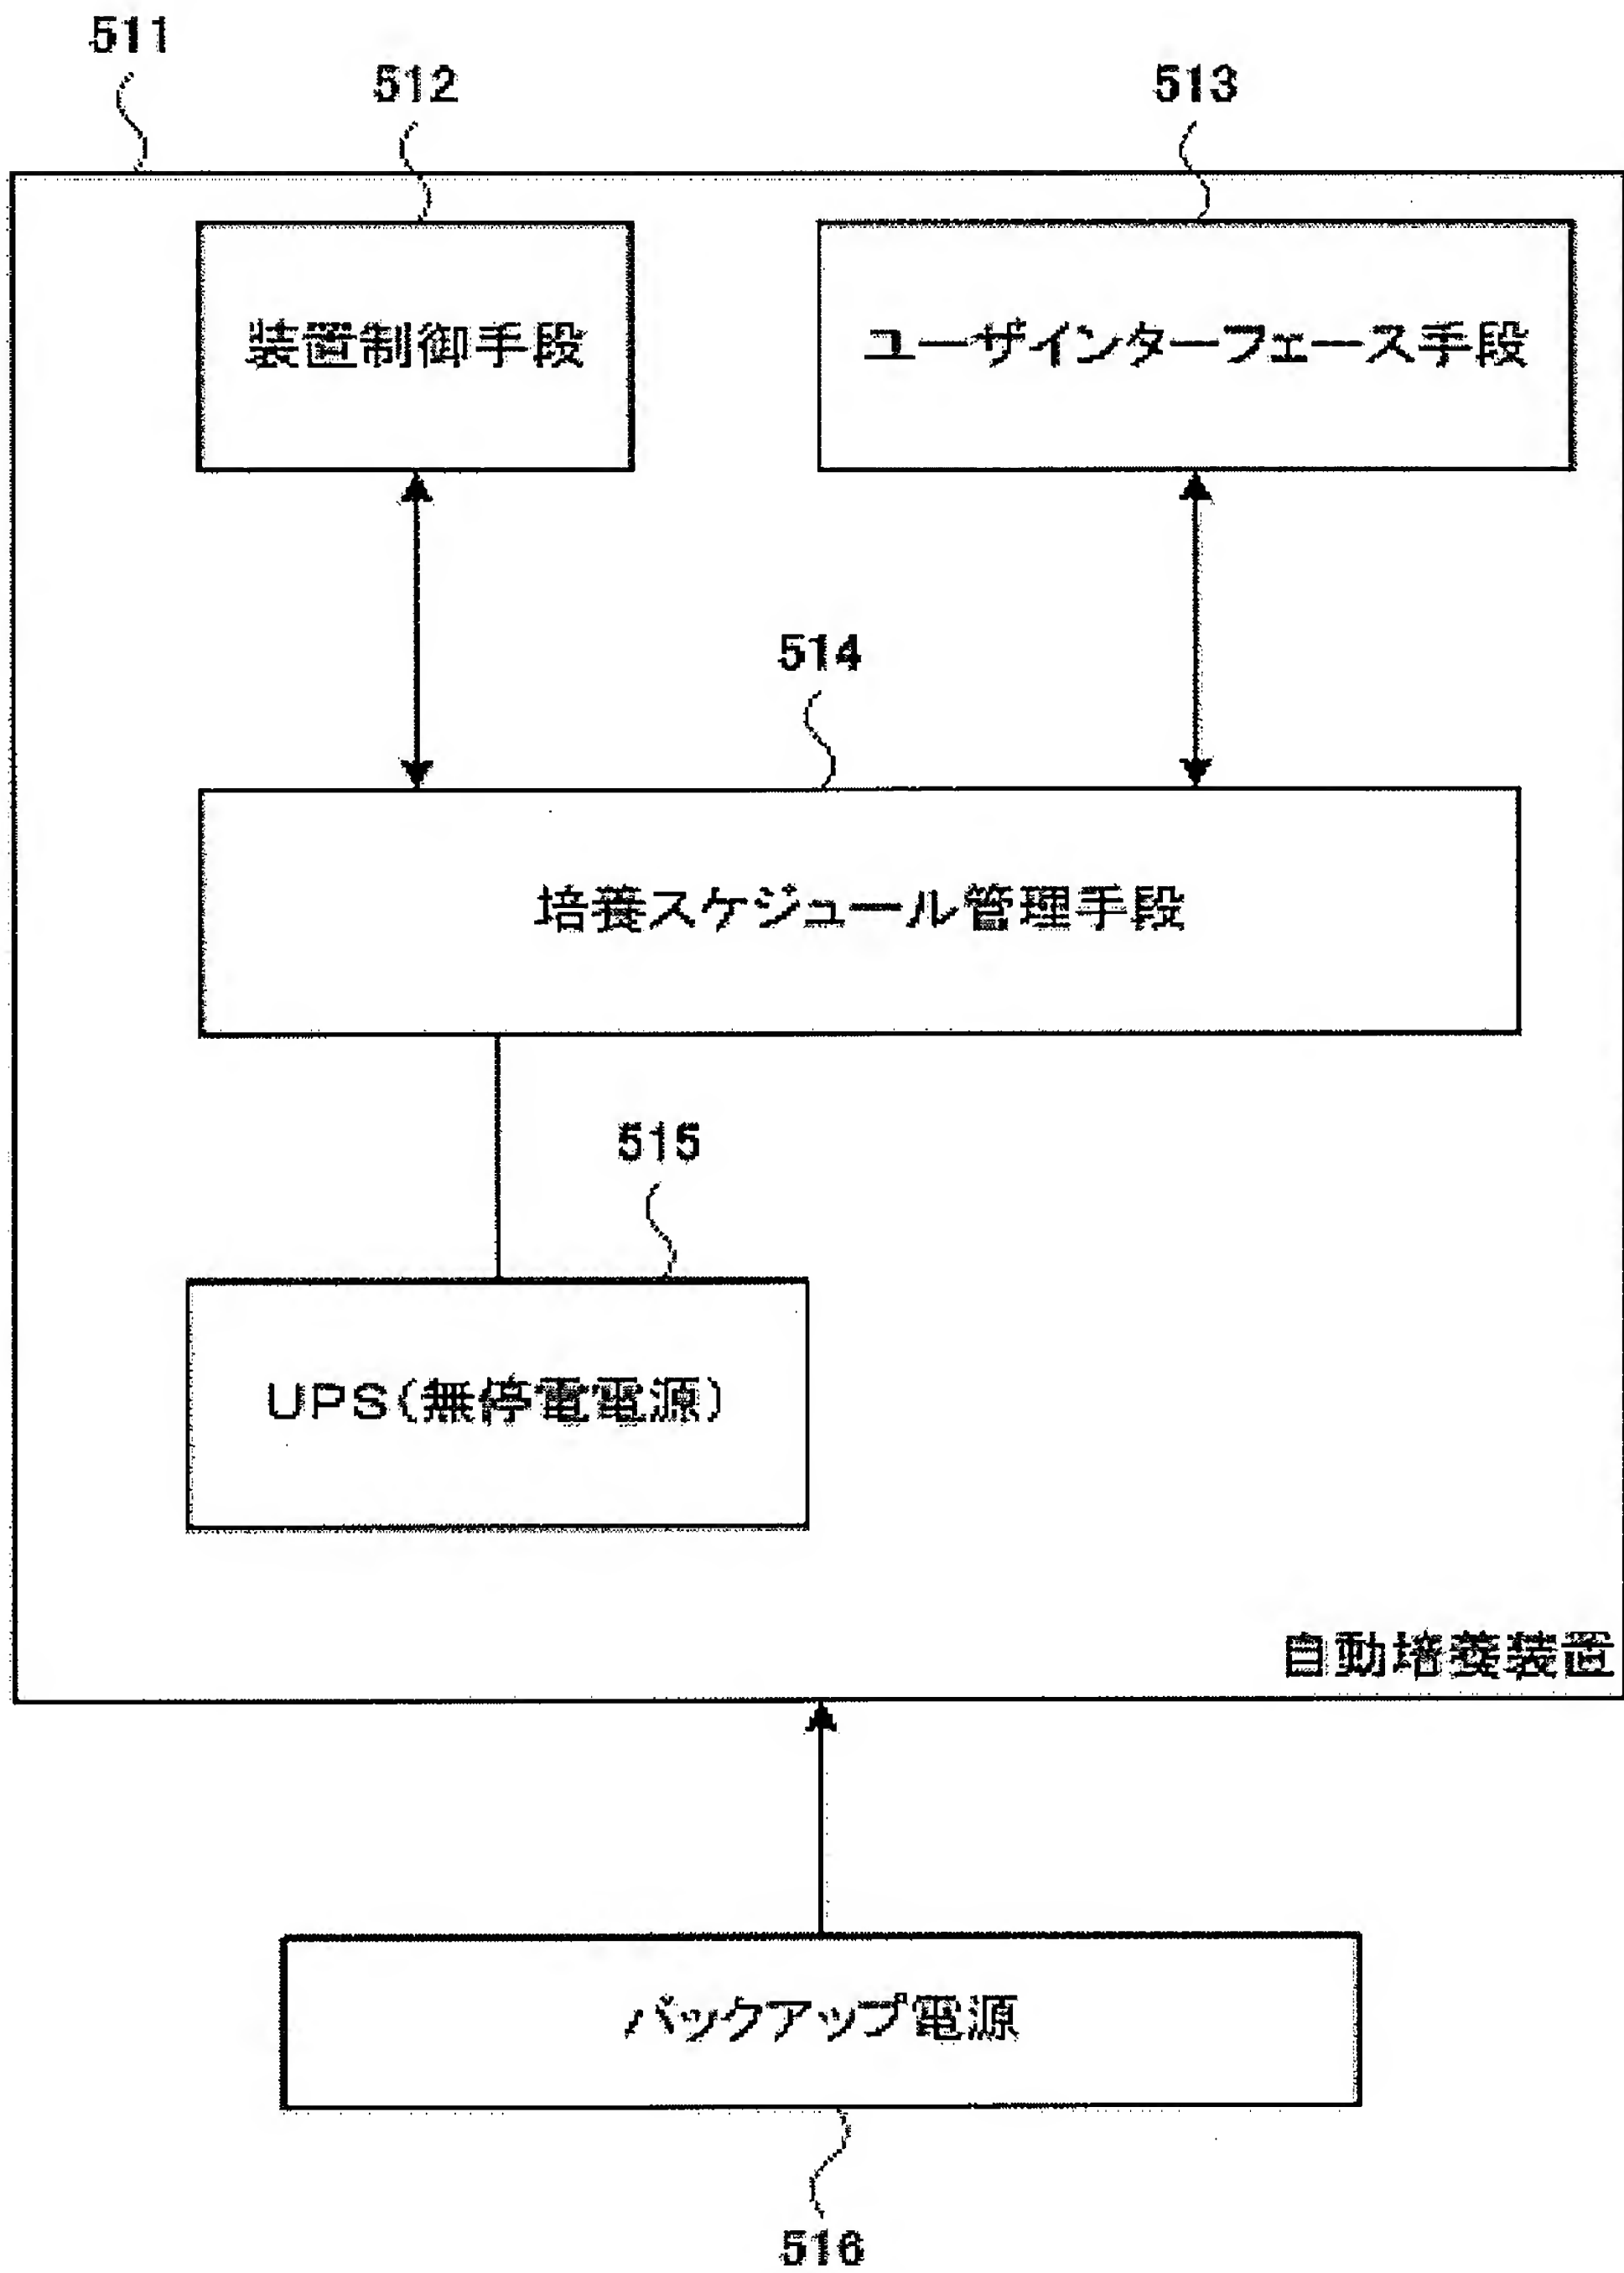 511
512
513
装置制御手段
ユーザインターフェース手段
514
培養スケジュール管理手段
515
UPS(無停電電源)
自動培養装置
バックアップ電源
516